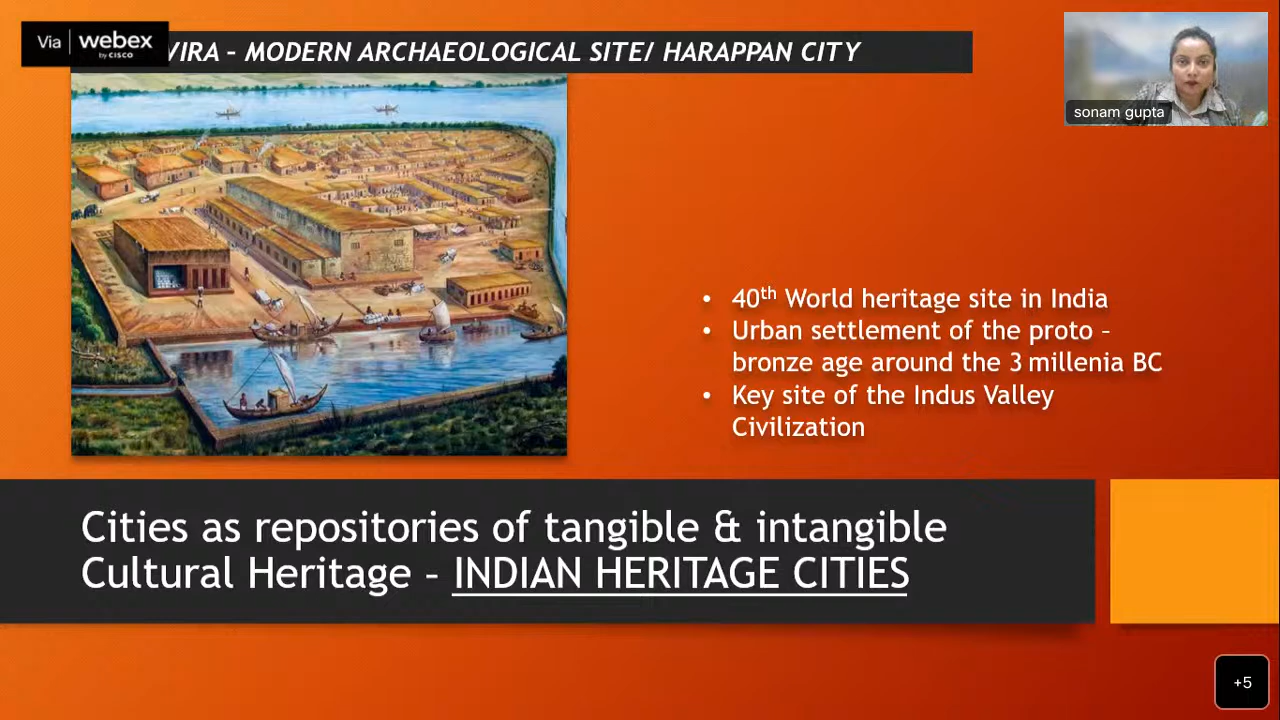 Via webex
by CISCO
VIRA – MODERN ARCHAEOLOGICAL SITE/ HARAPPAN CITY
sonam gupta
• 40th World heritage site in India
• Urban settlement of the proto –
bronze age around the 3 millenia BC
• Key site of the Indus Valley
Civilization
Cities as repositories of tangible & intangible
Cultural Heritage – INDIAN HERITAGE CITIES
+5